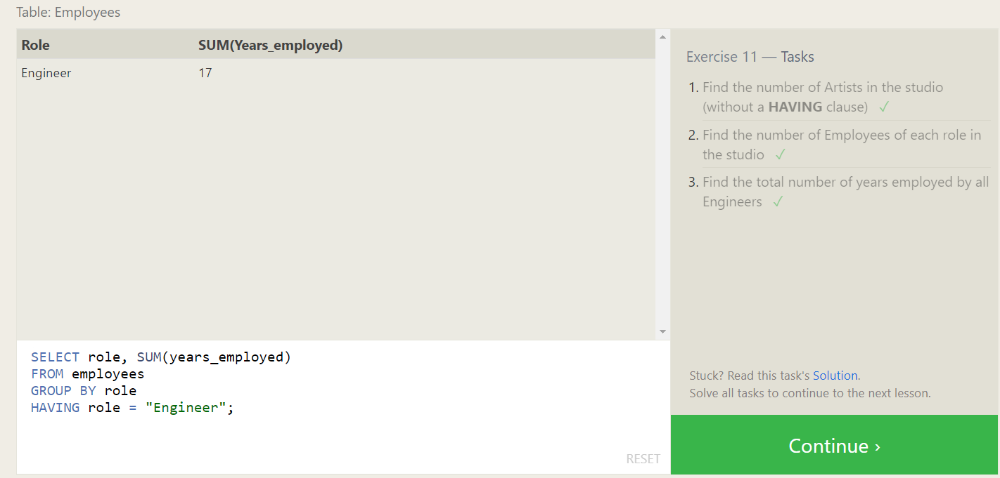 Table: Employees
Role SUM(Years_employed)
Engineer 17
Exercise 11 — Tasks
1. Find the number of Artists in the studio
(without a HAVING clause) ✓
2. Find the number of Employees of each role in
the studio ✓
3. Find the total number of years employed by all
Engineers ✓
SELECT role, SUM(years_employed)
FROM employees
GROUP BY role
HAVING role = "Engineer";
RESET
Stuck? Read this task's Solution.
Solve all tasks to continue to the next lesson.
Continue ›